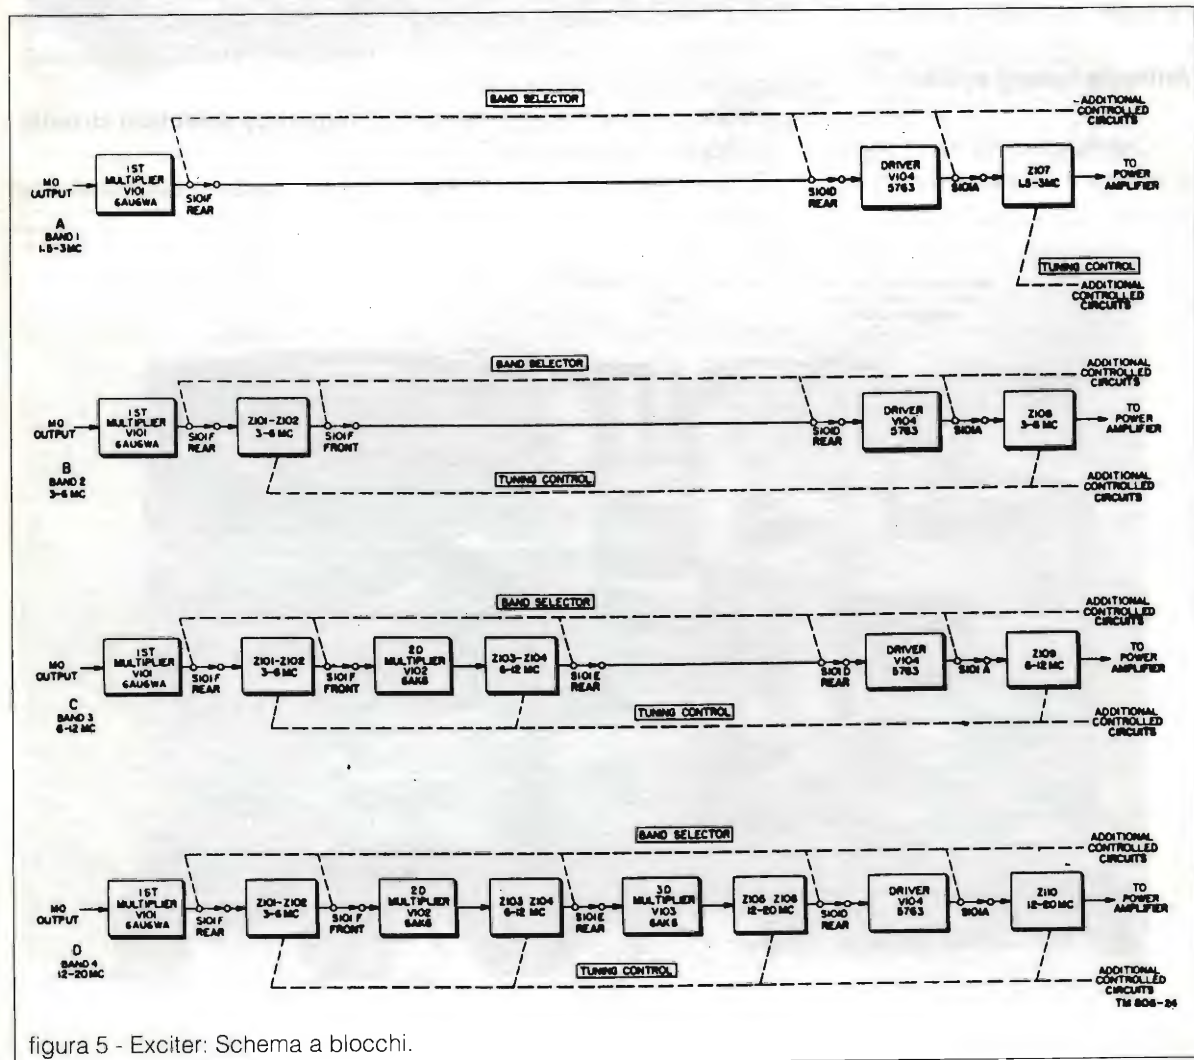 BAND SELECTOR
ADDITIONAL
CONTROLLED
CIRCUITS
MO
OUTPUT
1ST
MULTIPLIER
V101
6AU6WA
S101F
REAR
S101D
REAR
DRIVER
V104
5763
S101A
Z107
1.5-3MC
TO
POWER
AMPLIFIER
A
BAND 1
1.5-3MC
TUNING CONTROL
ADDITIONAL
CONTROLLED
CIRCUITS
BAND SELECTOR
ADDITIONAL
CONTROLLED
CIRCUITS
MO
OUTPUT
1ST
MULTIPLIER
V101
6AU6WA
S101F
REAR
Z101-Z102
3-6 MC
S101F
FRONT
S101D
REAR
DRIVER
V104
5763
S101A
Z108
3-6 MC
TO
POWER
AMPLIFIER
B
BAND 2
3-6 MC
TUNING CONTROL
ADDITIONAL
CONTROLLED
CIRCUITS
BAND SELECTOR
ADDITIONAL
CONTROLLED
CIRCUITS
MO
OUTPUT
1ST
MULTIPLIER
V101
6AU6WA
S101F
REAR
Z101-Z102
3-6 MC
S101F
FRONT
2D
MULTIPLIER
V102
6AK6
Z103-Z104
6-12 MC
S101E
REAR
S101D
REAR
DRIVER
V104
5763
S101A
Z109
6-12 MC
TO
POWER
AMPLIFIER
C
BAND 3
6-12 MC
TUNING CONTROL
ADDITIONAL
CONTROLLED
CIRCUITS
BAND SELECTOR
ADDITIONAL
CONTROLLED
CIRCUITS
MO
OUTPUT
1ST
MULTIPLIER
V101
6AU6WA
S101F
REAR
Z101-Z102
3-6 MC
S101F
FRONT
2D
MULTIPLIER
V102
6AK6
Z103 Z104
6-12 MC
S101E
REAR
3D
MULTIPLIER
V103
6AK6
Z105 Z106
12-20 MC
S101D
REAR
DRIVER
V104
5763
S101A
Z110
12-20 MC
TO
POWER
AMPLIFIER
D
BAND 4
12-20MC
TUNING CONTROL
ADDITIONAL
CONTROLLED
CIRCUITS
TM 806-24
figura 5 - Exciter: Schema a blocchi.